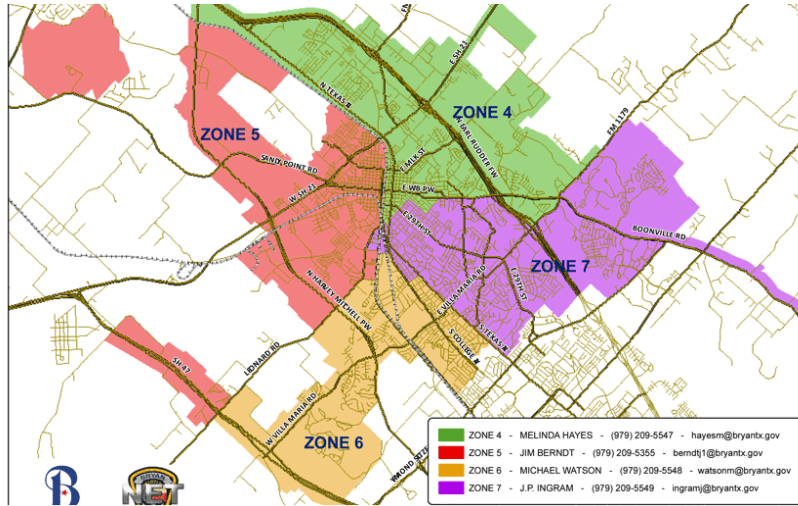 FM
E SH 21
N TEXAS
ZONE 4
N EARL RUDDER FW
FM 1179
ZONE 5
SANDY POINT RD
E MLK ST
W SH 21
E WB PW
E 29TH ST
BOONVILLE RD
ZONE 7
E 29TH ST
E VILLA MARIA RD
N HARVEY MITCHELL PW
S TEXAS
S COLLEGE
LEONARD RD
SH 47
W VILLA MARIA RD
ZONE 6
ZONE 4 - MELINDA HAYES - (979) 209-5547 - hayesm@bryantx.gov
ZONE 5 - JIM BERNDT - (979) 209-5355 - berndtj1@bryantx.gov
ZONE 6 - MICHAEL WATSON - (979) 209-5548 - watsonm@bryantx.gov
ZONE 7 - J.P. INGRAM - (979) 209-5549 - ingramj@bryantx.gov
B
BRYAN
NET